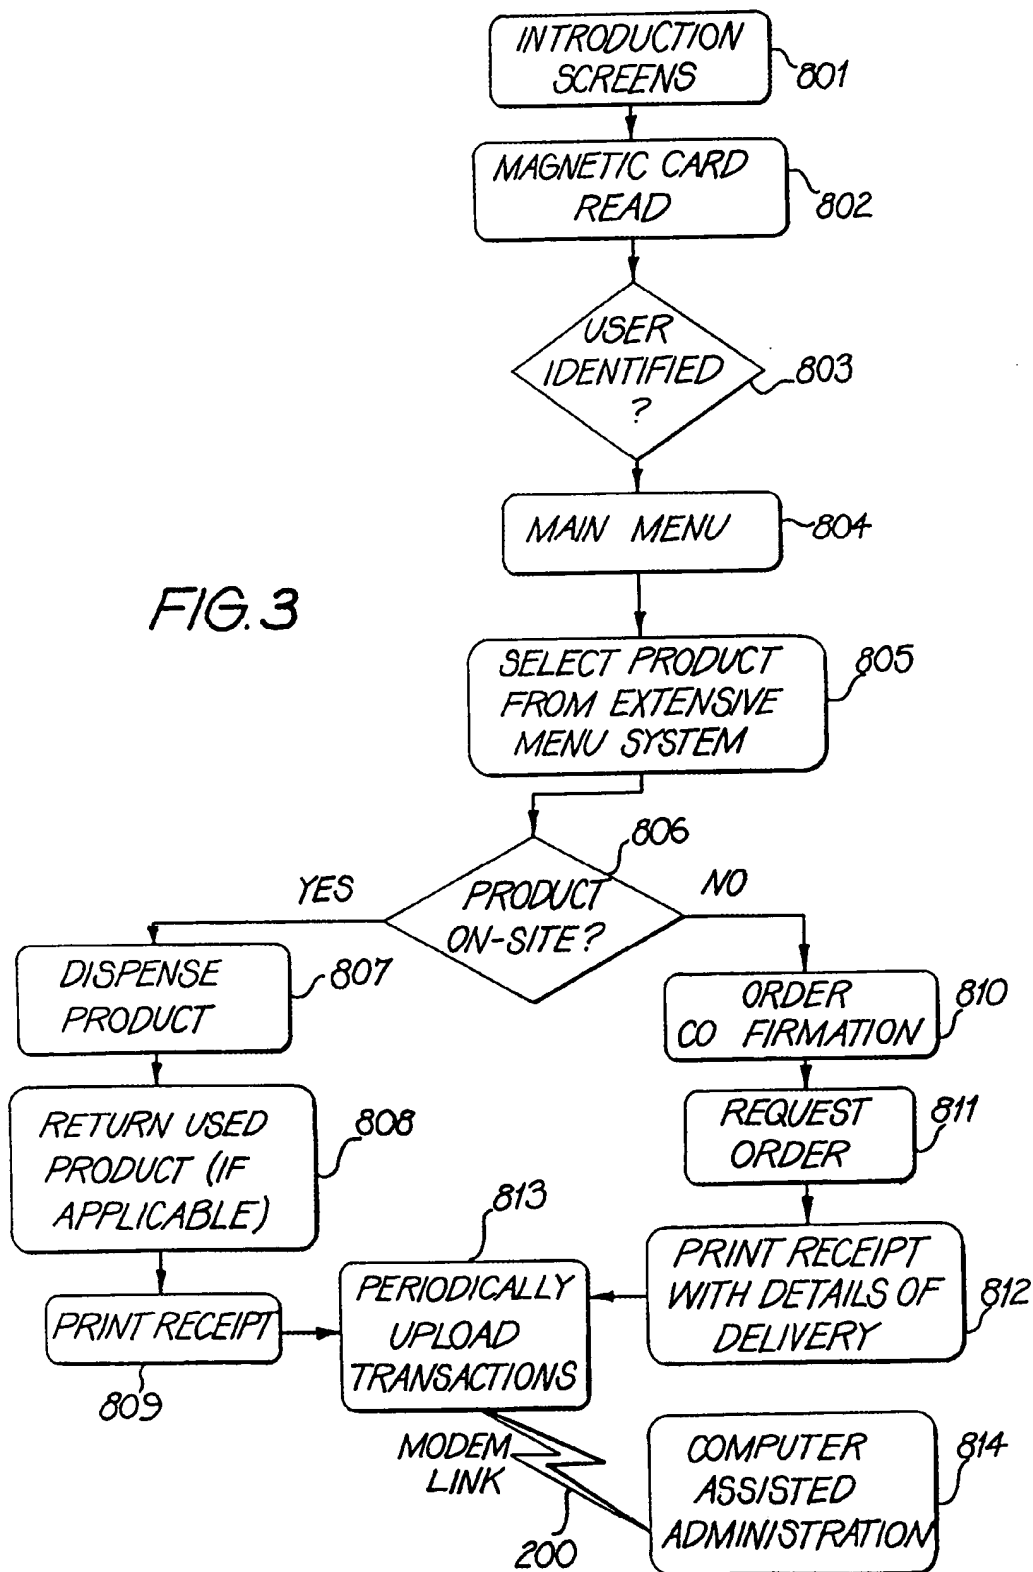 INTRODUCTION
SCREENS
801
MAGNETIC CARD
READ
802
USER
IDENTIFIED
?
803
MAIN MENU
804
FIG. 3
SELECT PRODUCT
FROM EXTENSIVE
MENU SYSTEM
805
806
YES
PRODUCT
ON-SITE?
NO
DISPENSE
PRODUCT
807
ORDER
CO FIRMATION
810
RETURN USED
PRODUCT (IF
APPLICABLE)
808
REQUEST
ORDER
811
PRINT RECEIPT
809
813
PERIODICALLY
UPLOAD
TRANSACTIONS
PRINT RECEIPT
WITH DETAILS OF
DELIVERY
812
MODEM
LINK
200
COMPUTER
ASSISTED
ADMINISTRATION
814